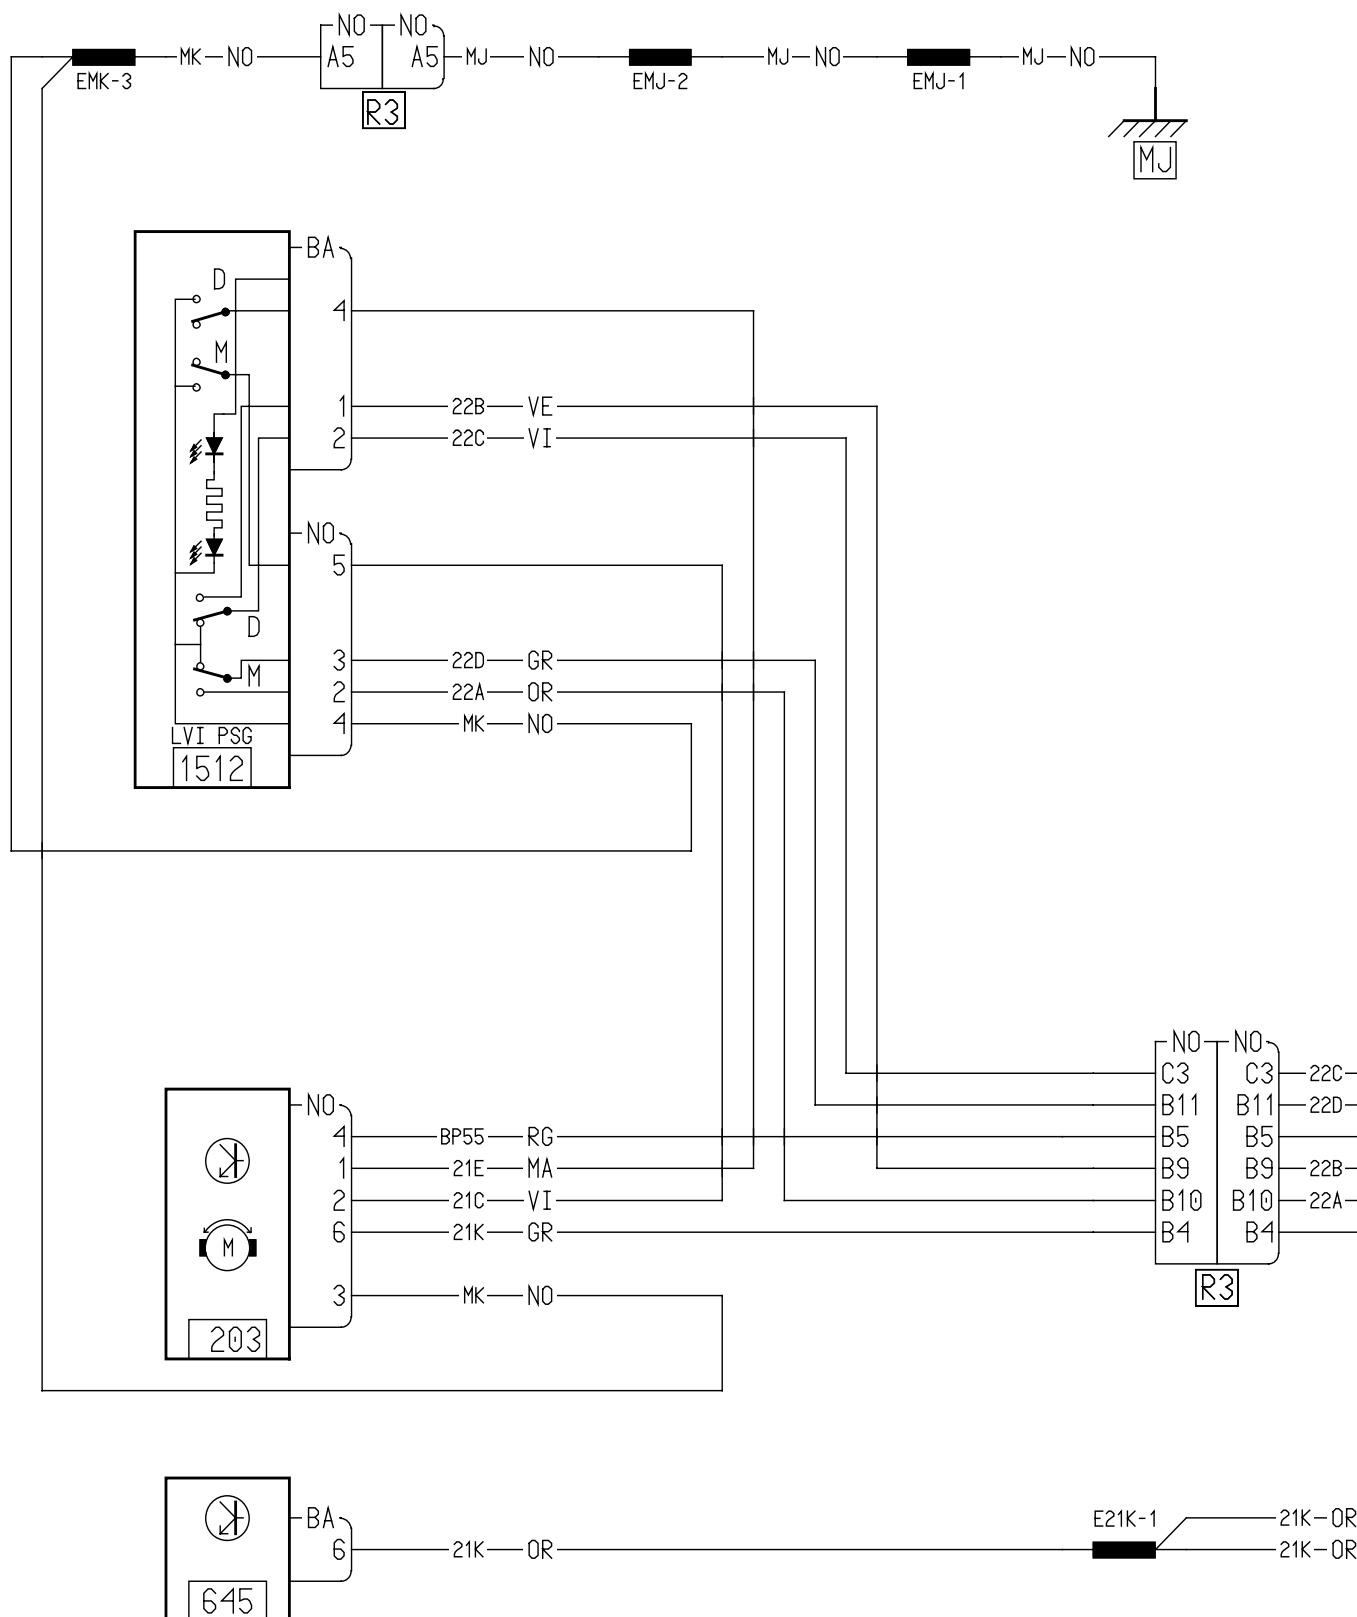 NO NO
MK NO A5 A5 MJ NO MJ NO MJ NO
EMK-3 EMJ-2 EMJ-1
R3
MJ
BA
D
4
M
1 22B VE
2 22C VI
NO
5
D
3 22D GR
M
2 22A OR
4 MK NO
LVI PSG
1512
NO NO
C3 C3 22C
NO B11 B11 22D
4 BP55 RG B5 B5
1 21E MA B9 B9 22B
2 21C VI B10 B10 22A
M 6 21K GR B4 B4
3 MK NO R3
203
BA E21K-1 21K OR
6 21K OR 21K OR
645